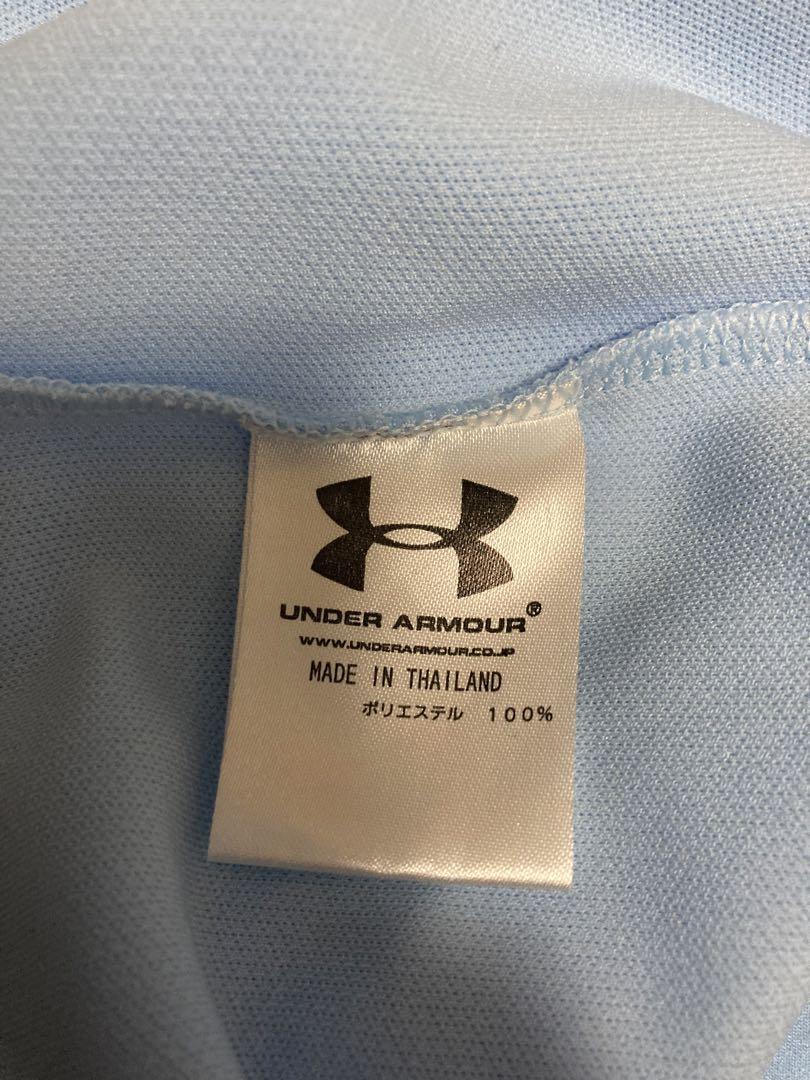 UNDER ARMOUR®
WWW.UNDERARMOUR.CO.JP
MADE IN THAILAND
ポリエステル 100%